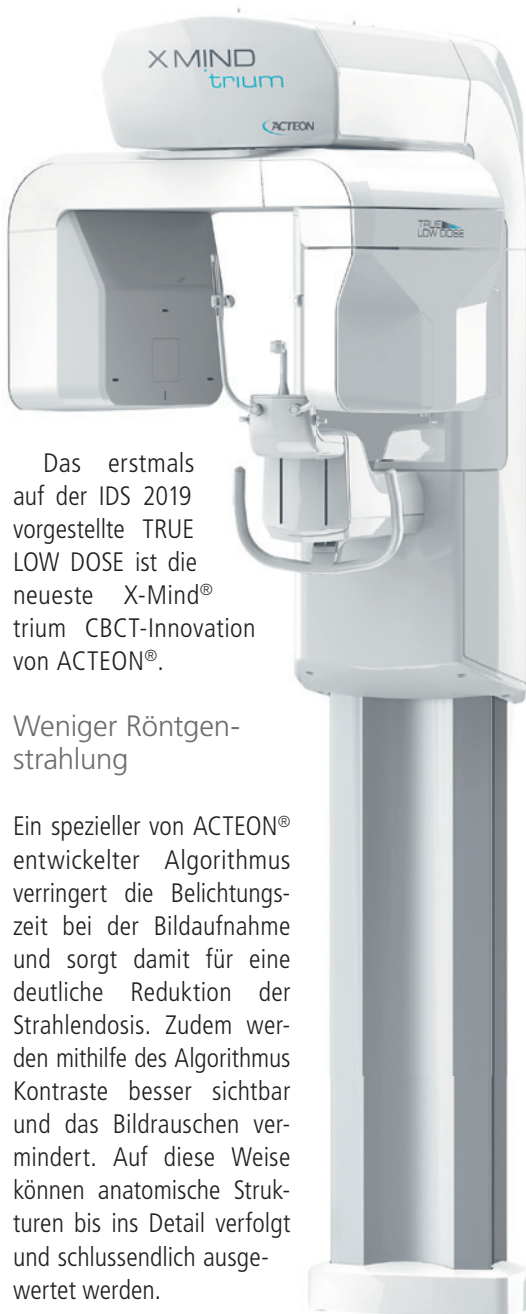 X MIND
trium
ACTEON
TRUE
LOW DOSE
Das erstmals
auf der IDS 2019
vorgestellte TRUE
LOW DOSE ist die
neueste X-Mind®
trium CBCT-Innovation
von ACTEON®.
Weniger Röntgen-
strahlung
Ein spezieller von ACTEON®
entwickelter Algorithmus
verringert die Belichtungs-
zeit bei der Bildaufnahme
und sorgt damit für eine
deutliche Reduktion der
Strahlendosis. Zudem wer-
den mithilfe des Algorithmus
Kontraste besser sichtbar
und das Bildrauschen ver-
mindert. Auf diese Weise
können anatomische Struk-
turen bis ins Detail verfolgt
und schlussendlich ausge-
wertet werden.